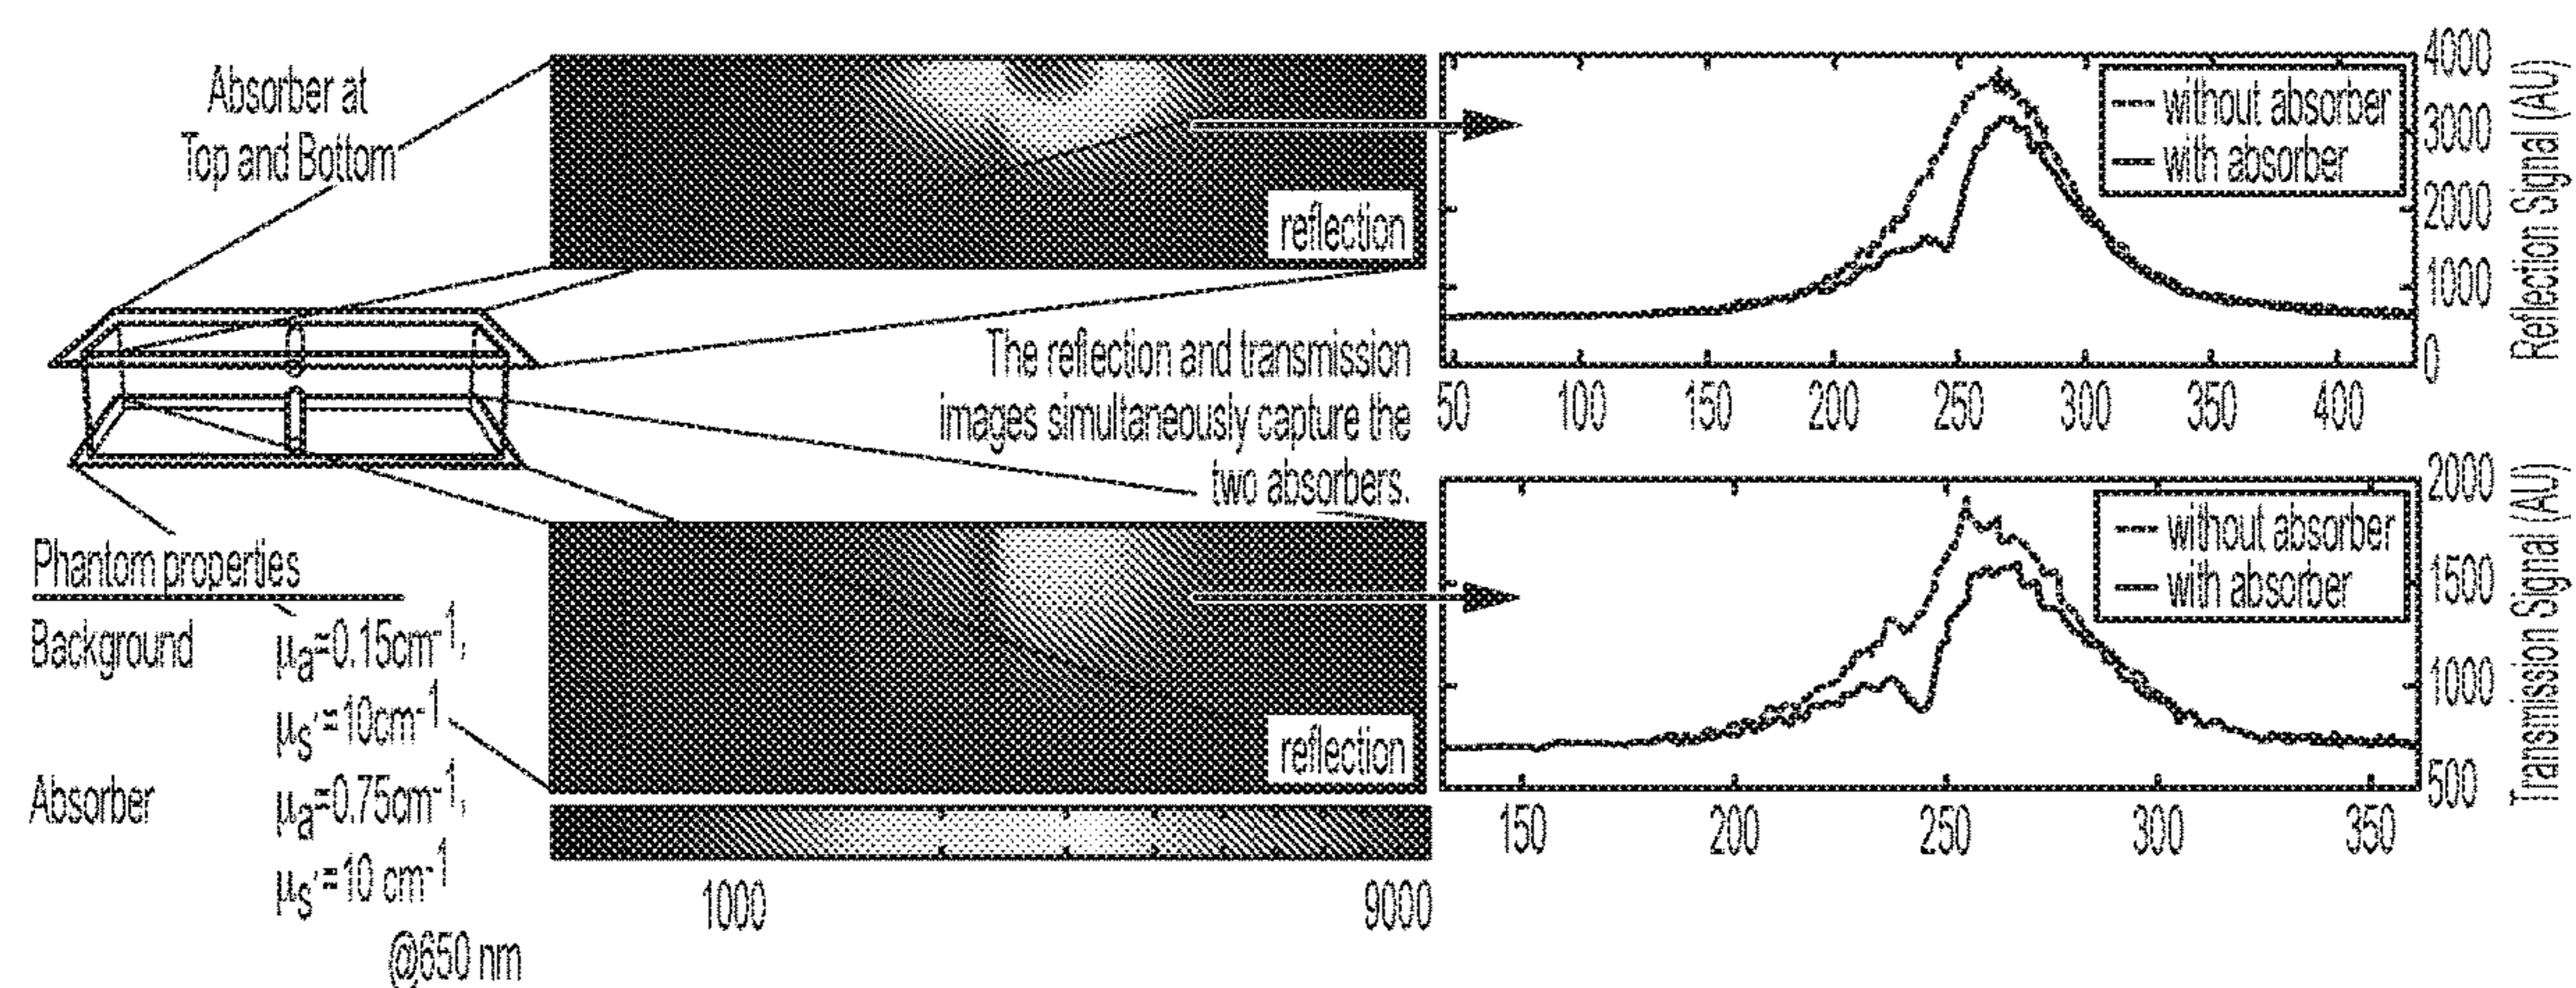 Absorber at
Top and Bottom
reflection
without absorber
with absorber
4000
3000
2000
1000
0
Reflection Signal (AU)
50 100 150 200 250 300 350 400
The reflection and transmission
images simultaneously capture the
two absorbers.
Phantom properties
Background μa=0.15cm-1,
μs'=10cm-1
Absorber μa=0.75cm-1,
μs'=10 cm-1
@650 nm
reflection
1000 9000
without absorber
with absorber
2000
1500
1000
500
Transmission Signal (AU)
150 200 250 300 350